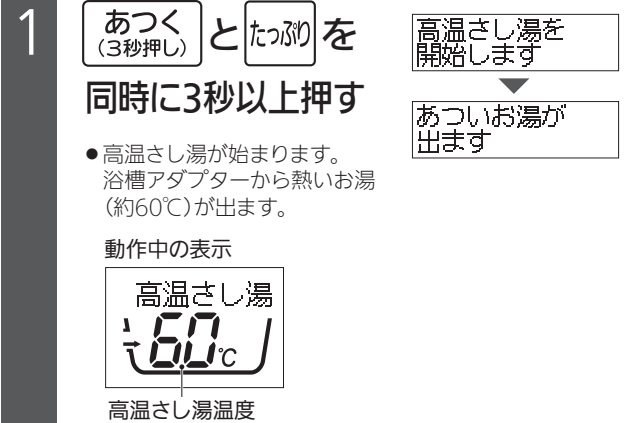 1
あつく
(3秒押し)
とたっぷりを
同時に3秒以上押す
●高温さし湯が始まります。
浴槽アダプターから熱いお湯
(約60℃)が出ます。
動作中の表示
高温さし湯
60℃
高温さし湯温度
高温さし湯を
開始します
あついお湯が
出ます